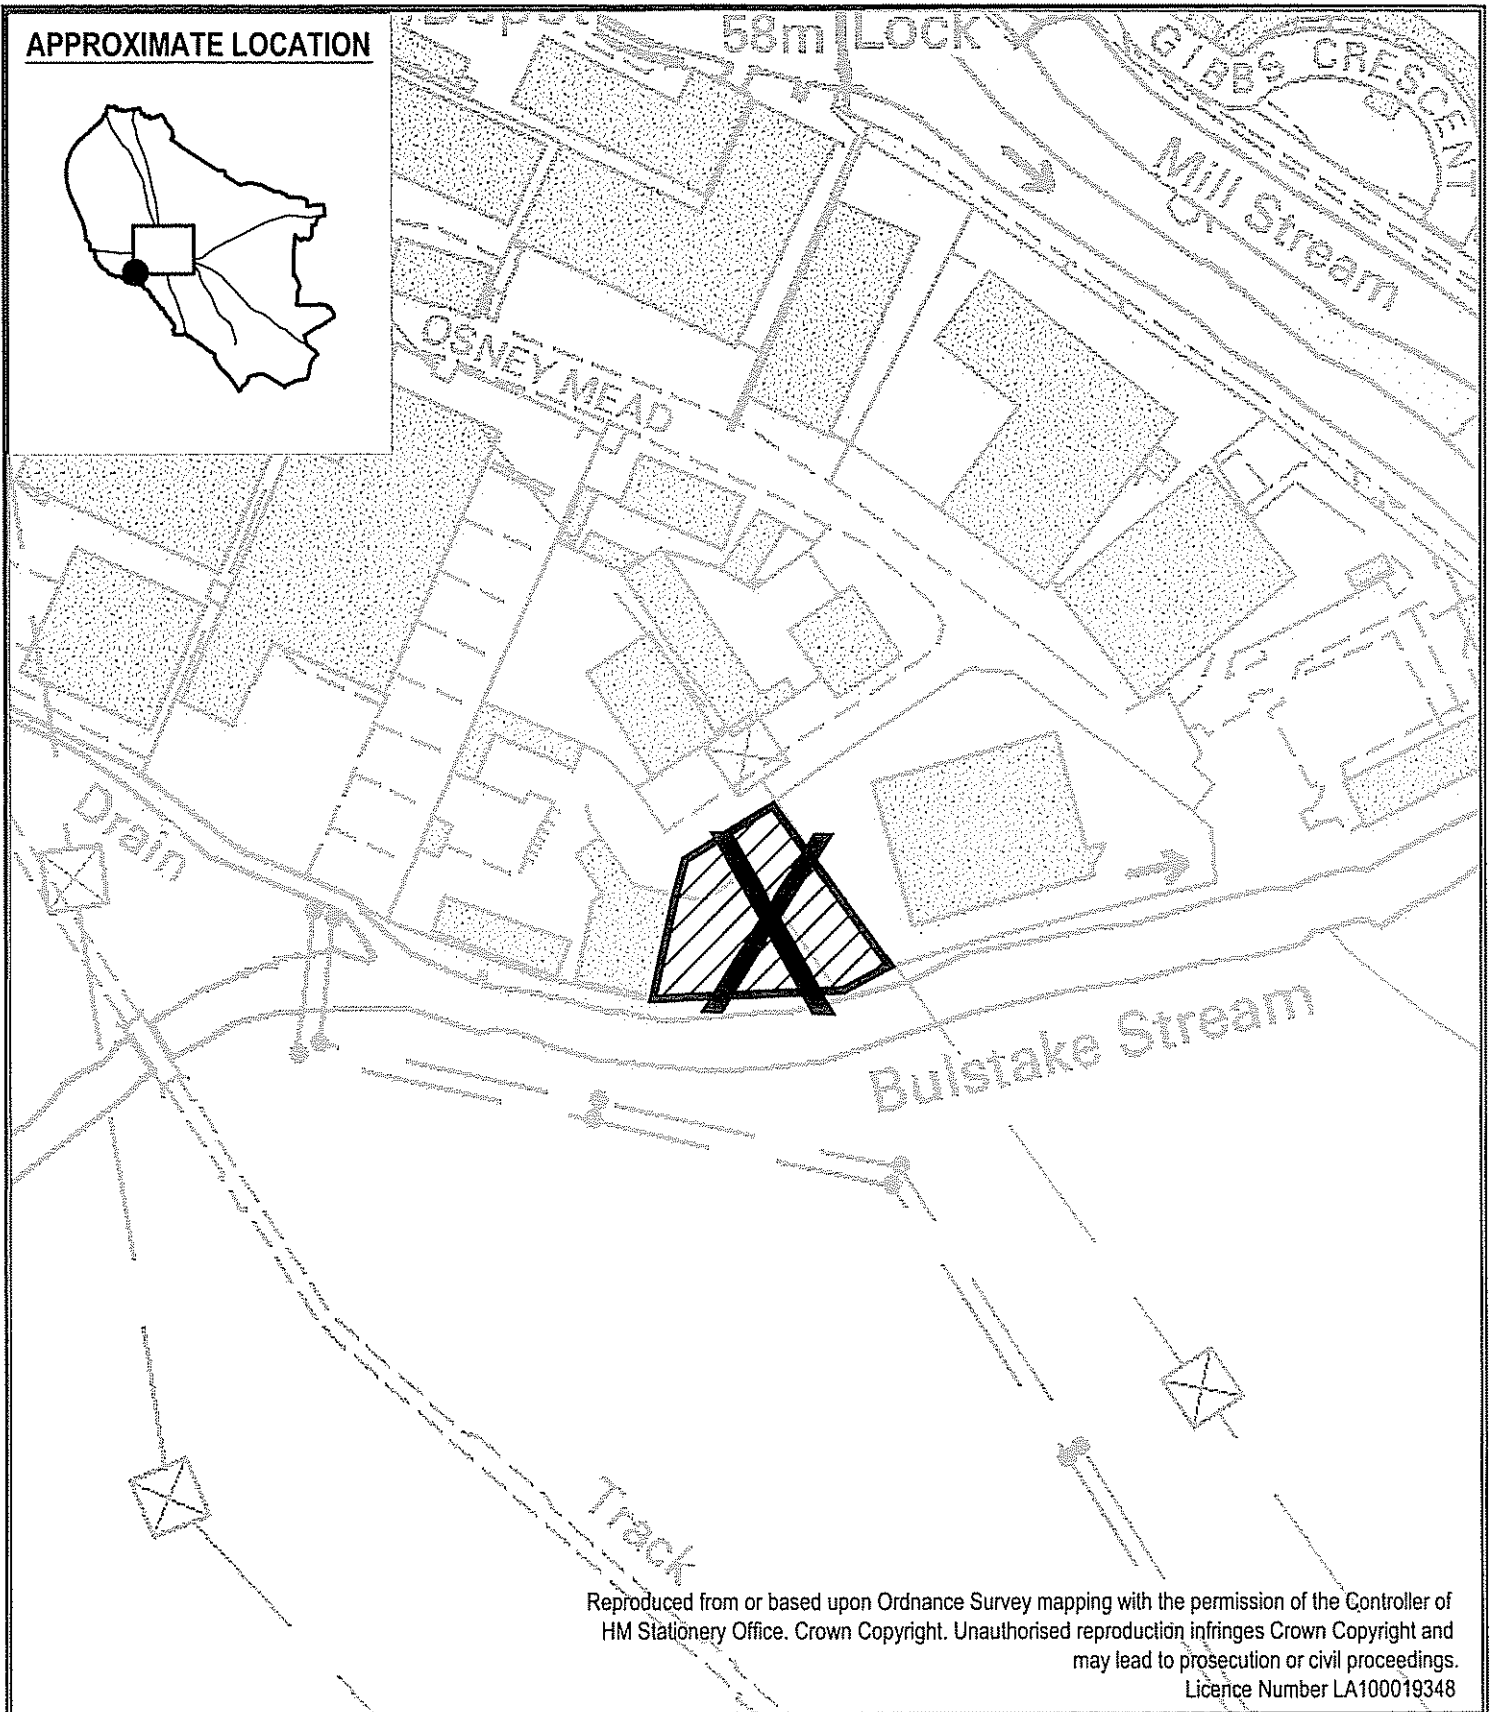 APPROXIMATE LOCATION
Depot
58m
Lock
GIBBS CRESCENT
Mill Stream
OSNEY MEAD
Drain
Bulstake Stream
Track
Reproduced from or based upon Ordnance Survey mapping with the permission of the Controller of
HM Stationery Office. Crown Copyright. Unauthorised reproduction infringes Crown Copyright and
may lead to prosecution or civil proceedings.
Licence Number LA100019348